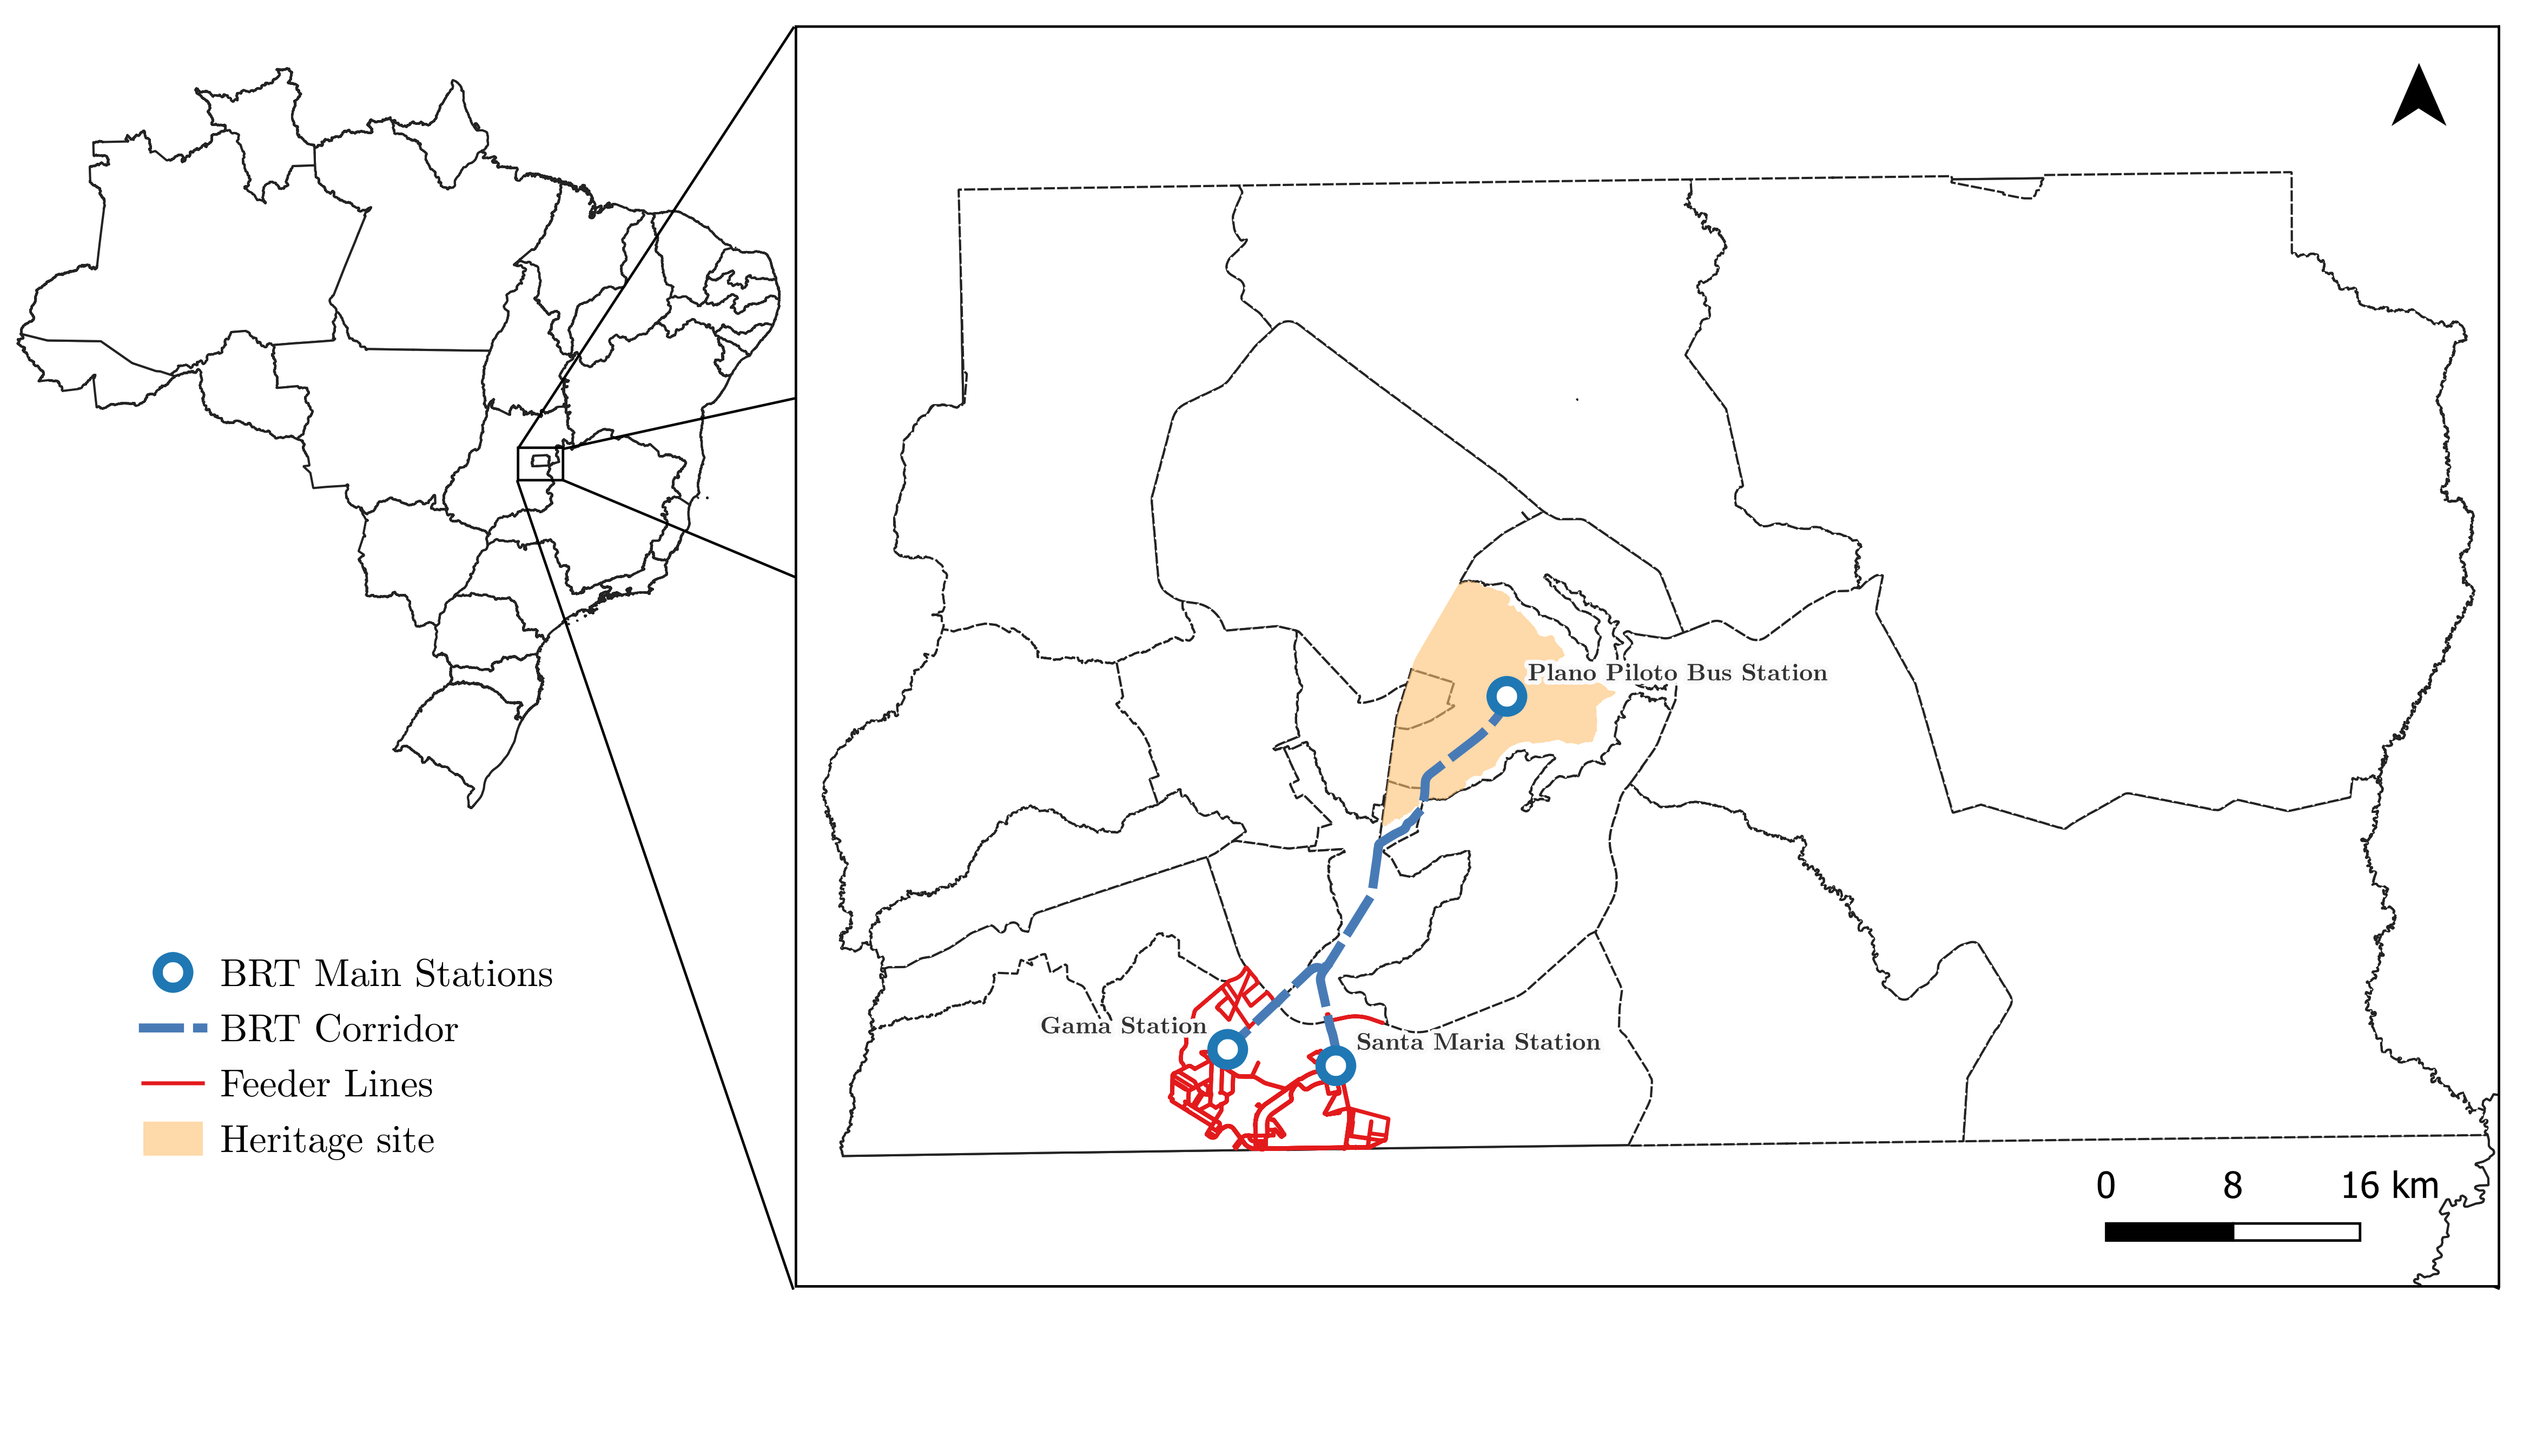 Plano Piloto Bus Station
Gama Station
Santa Maria Station
BRT Main Stations
BRT Corridor
Feeder Lines
Heritage site
0 8 16 km